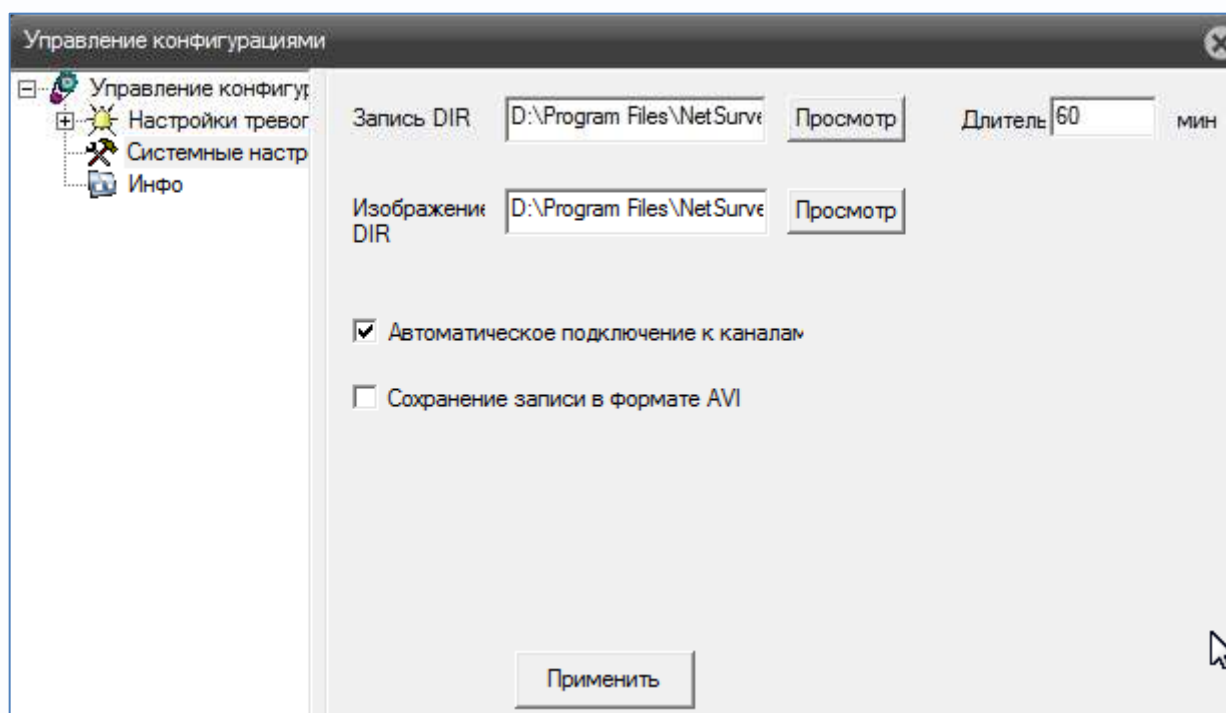 Управление конфигурациями
Управление конфигур
Настройки тревог
Системные настр
Инфо
Запись DIR D:\Program Files\NetSurve Просмотр Длитель 60 мин
Изображение DIR D:\Program Files\NetSurve Просмотр
Автоматическое подключение к каналам
Сохранение записи в формате AVI
Применить